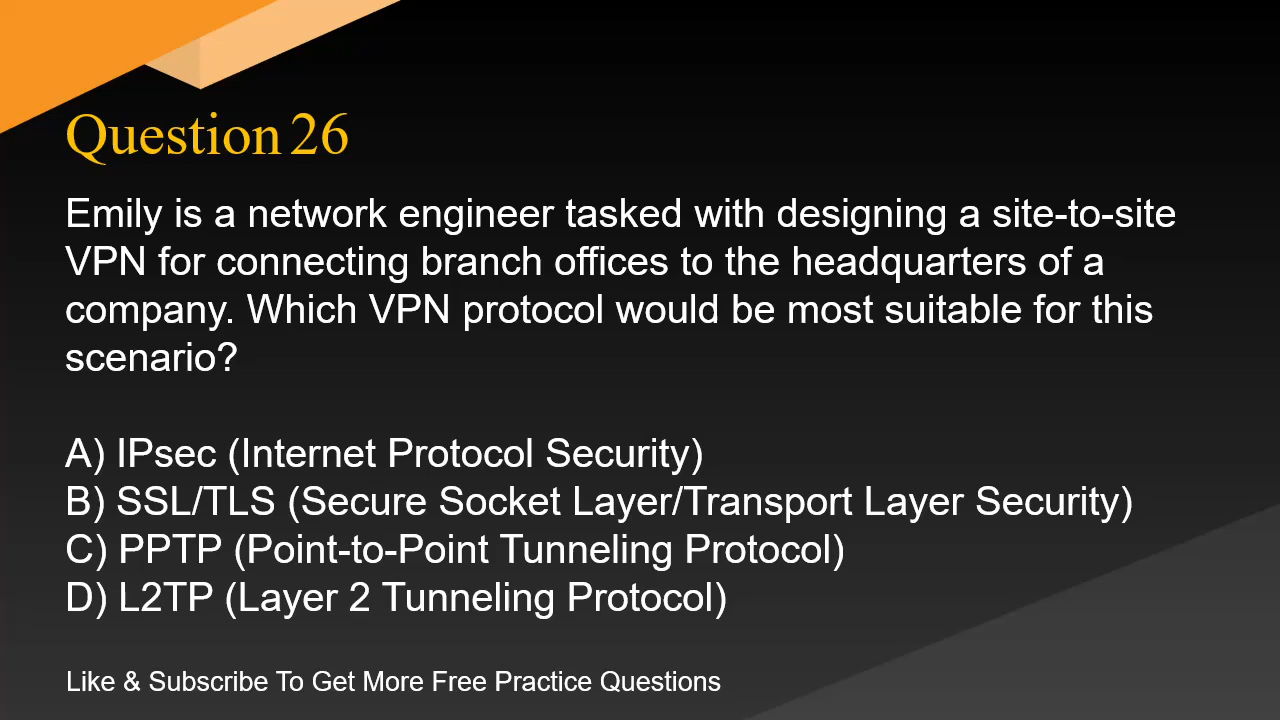 Question 26
Emily is a network engineer tasked with designing a site-to-site
VPN for connecting branch offices to the headquarters of a
company. Which VPN protocol would be most suitable for this
scenario?
A) IPsec (Internet Protocol Security)
B) SSL/TLS (Secure Socket Layer/Transport Layer Security)
C) PPTP (Point-to-Point Tunneling Protocol)
D) L2TP (Layer 2 Tunneling Protocol)
Like & Subscribe To Get More Free Practice Questions